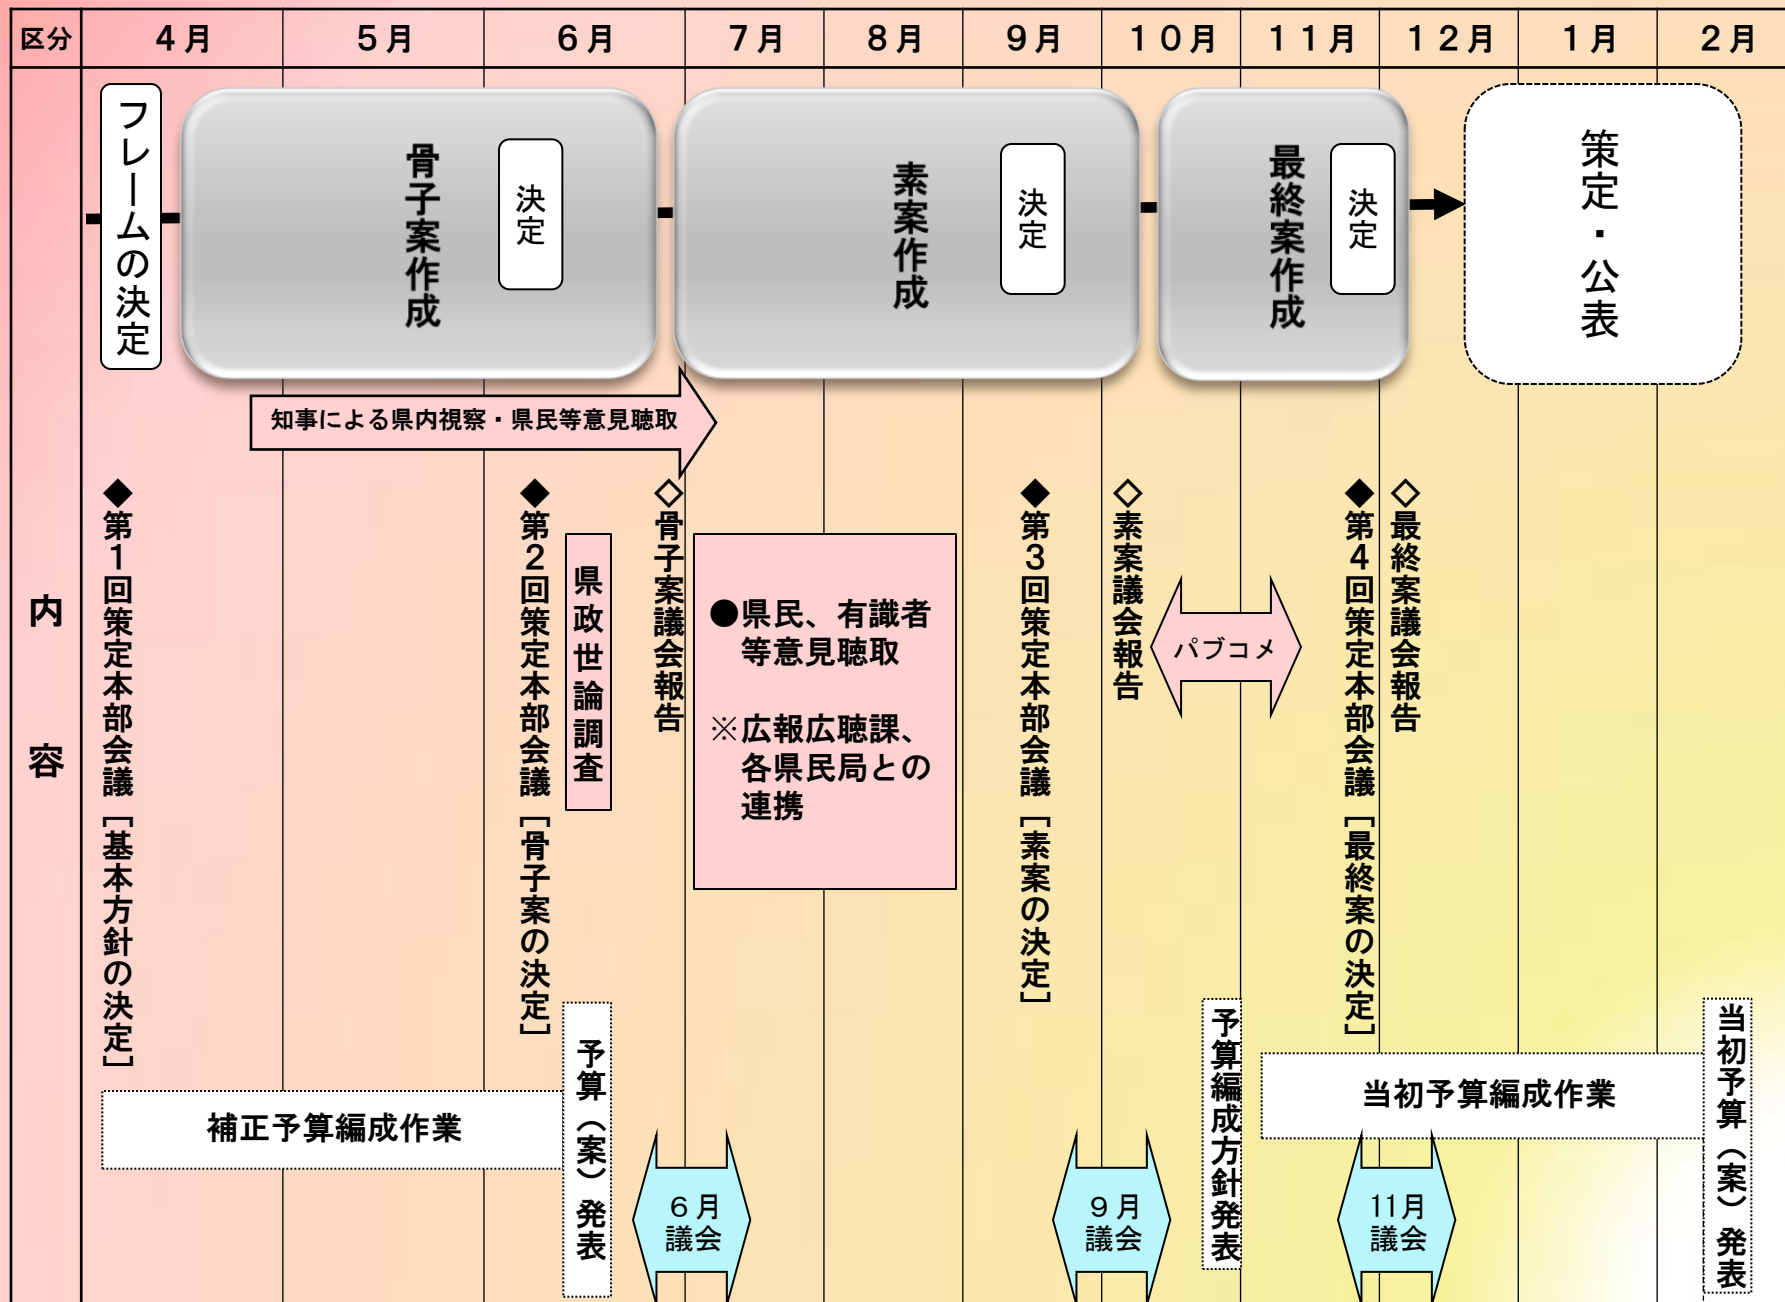 区分
４月
５月
６月
７月
８月
９月
１０月
１１月
１２月
１月
２月
内容
フレームの決定
骨子案作成
決定
素案作成
決定
最終案作成
決定
策定・公表
知事による県内視察・県民等意見聴取
◆第１回策定本部会議［基本方針の決定］
◆第２回策定本部会議［骨子案の決定］
県政世論調査
◇骨子案議会報告
●県民、有識者
等意見聴取
※広報広聴課、
各県民局との
連携
◆第３回策定本部会議［素案の決定］
◇素案議会報告
パブコメ
◆第４回策定本部会議［最終案の決定］
◇最終案議会報告
補正予算編成作業
予算（案）発表
６月
議会
９月
議会
予算編成方針発表
当初予算編成作業
11月
議会
当初予算（案）発表